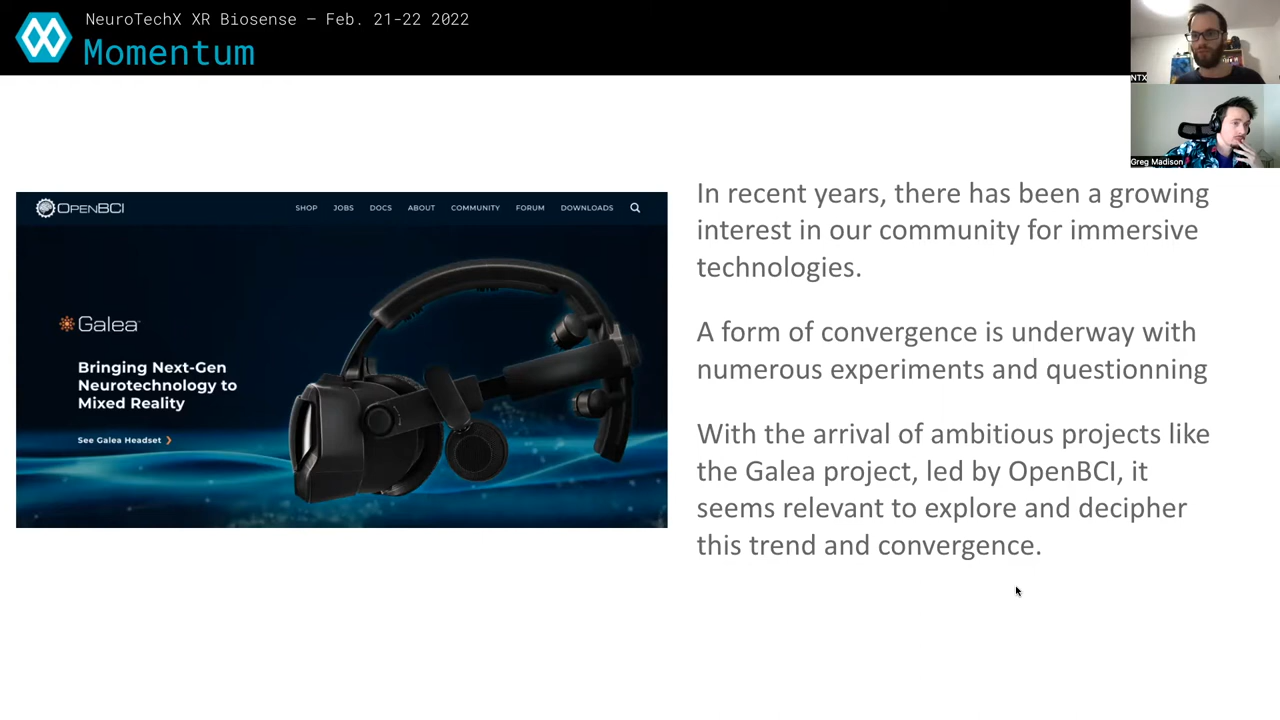 NeuroTechX XR Biosense – Feb. 21-22 2022
Momentum
NTX
Greg Madison
OPENBCI
SHOP JOBS DOCS ABOUT COMMUNITY FORUM DOWNLOADS
Galea
Bringing Next-Gen
Neurotechnology to
Mixed Reality
See Galea Headset
In recent years, there has been a growing
interest in our community for immersive
technologies.
A form of convergence is underway with
numerous experiments and questionning
With the arrival of ambitious projects like
the Galea project, led by OpenBCI, it
seems relevant to explore and decipher
this trend and convergence.